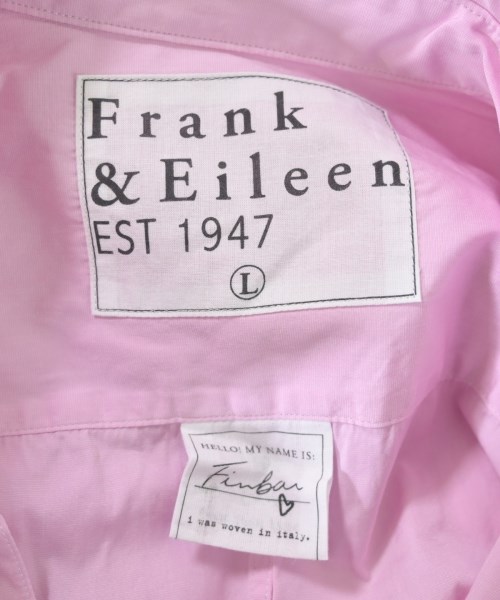 Frank
& Eileen
EST 1947
L
HELLO! MY NAME IS:
Finbar
i was woven in italy.